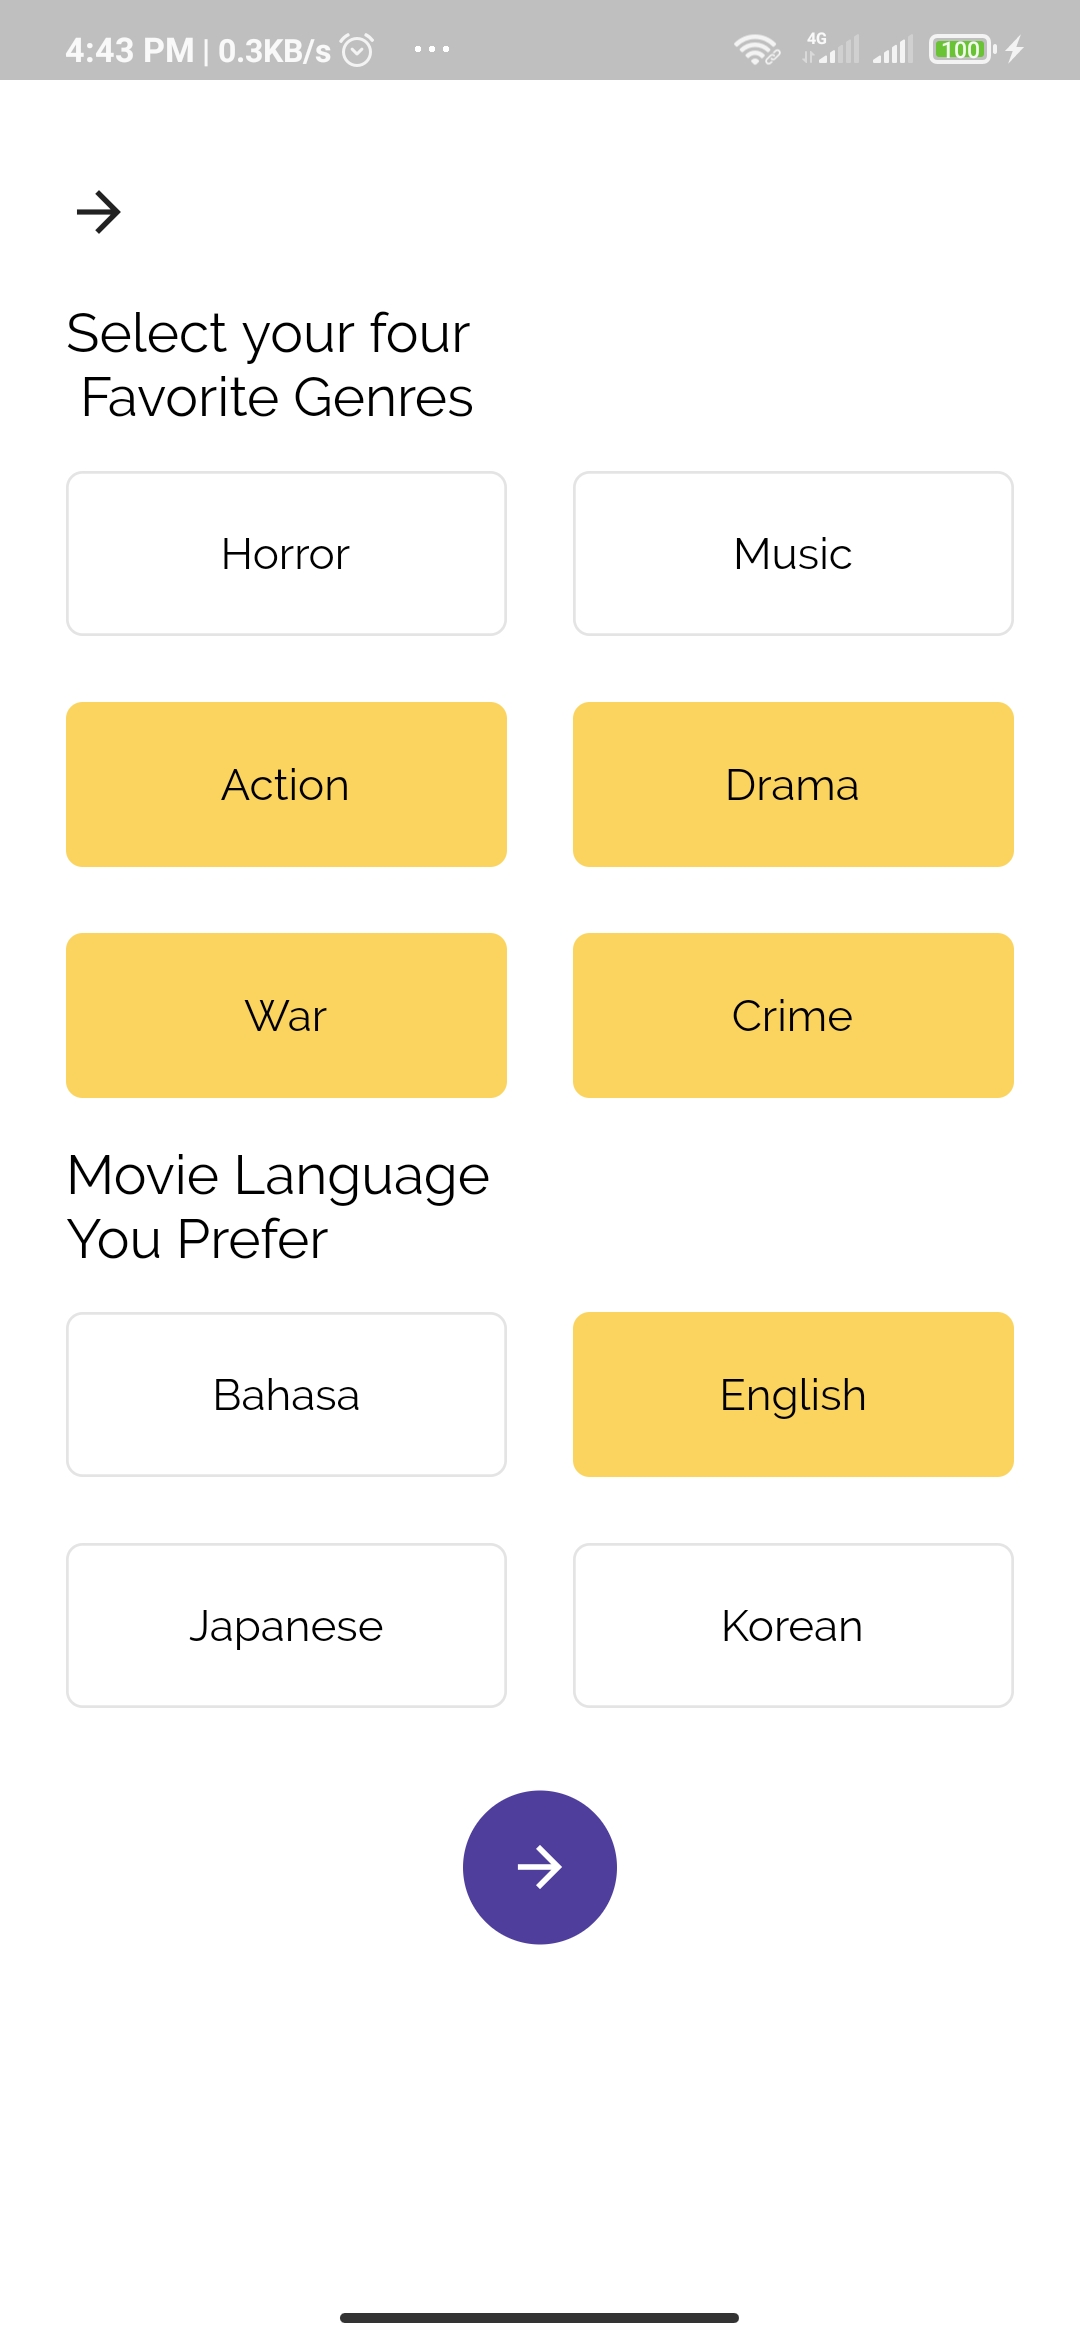 4:43 PM | 0.3KB/s ... 4G 100
Select your four
Favorite Genres
Horror Music
Action Drama
War Crime
Movie Language
You Prefer
Bahasa English
Japanese Korean